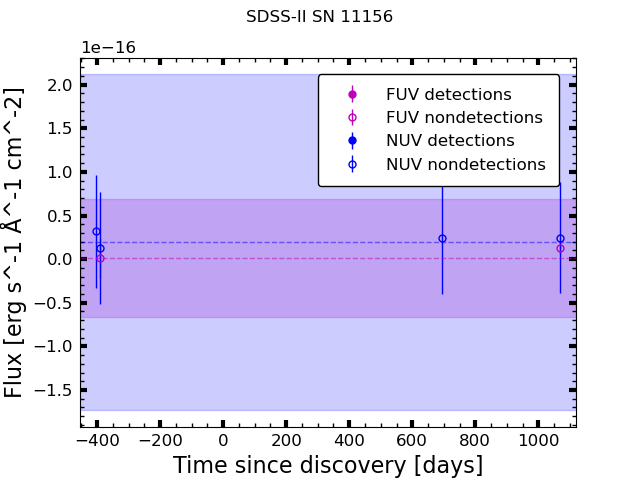 SDSS-II SN 11156
1e−16
FUV detections
FUV nondetections
NUV detections
NUV nondetections
2.0
1.5
1.0
0.5
0.0
−0.5
−1.0
−1.5
Flux [erg s^-1 Å^-1 cm^-2]
−400 −200 0 200 400 600 800 1000
Time since discovery [days]